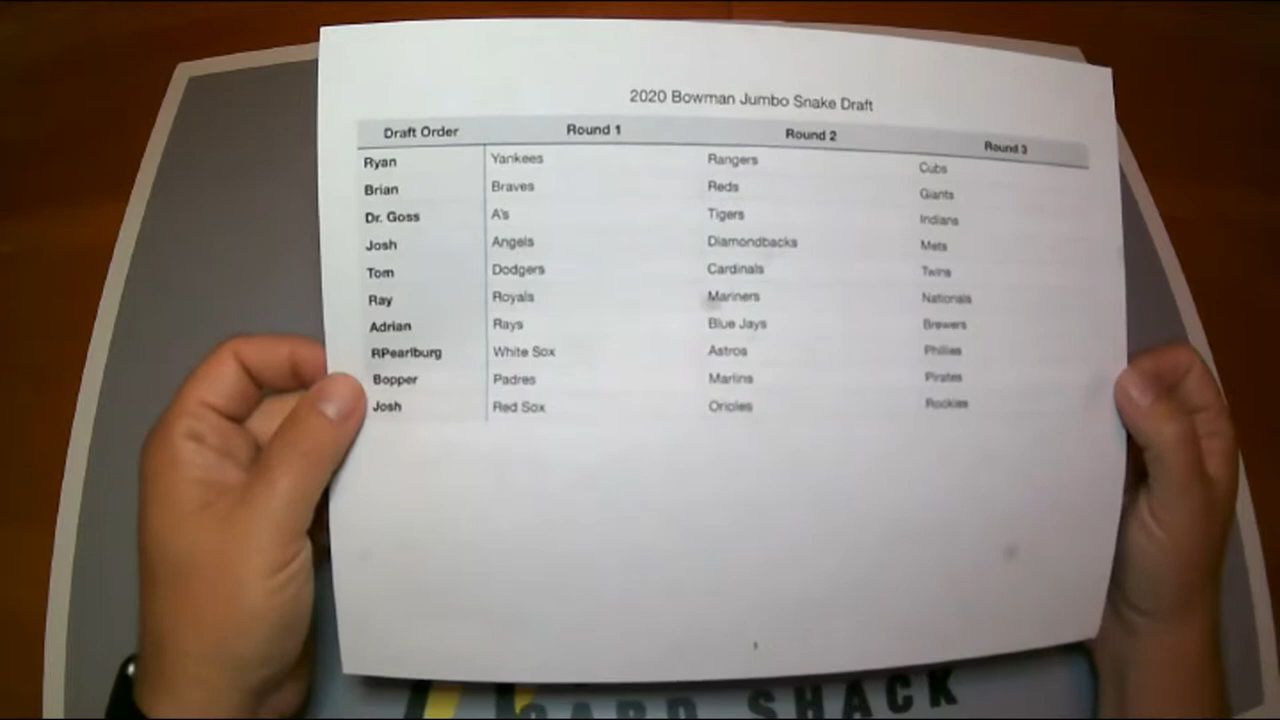 2020 Bowman Jumbo Snake Draft
Draft Order Round 1 Round 2 Round 3
Ryan Yankees Rangers Cubs
Brian Braves Reds Giants
Dr. Goss A's Tigers Indians
Josh Angels Diamondbacks Mets
Tom Dodgers Cardinals Twins
Ray Royals Mariners Nationals
Adrian Rays Blue Jays Brewers
RPearlburg White Sox Astros Phillies
Bopper Padres Marlins Pirates
Josh Red Sox Orioles Rockies
1
CARD SHACK